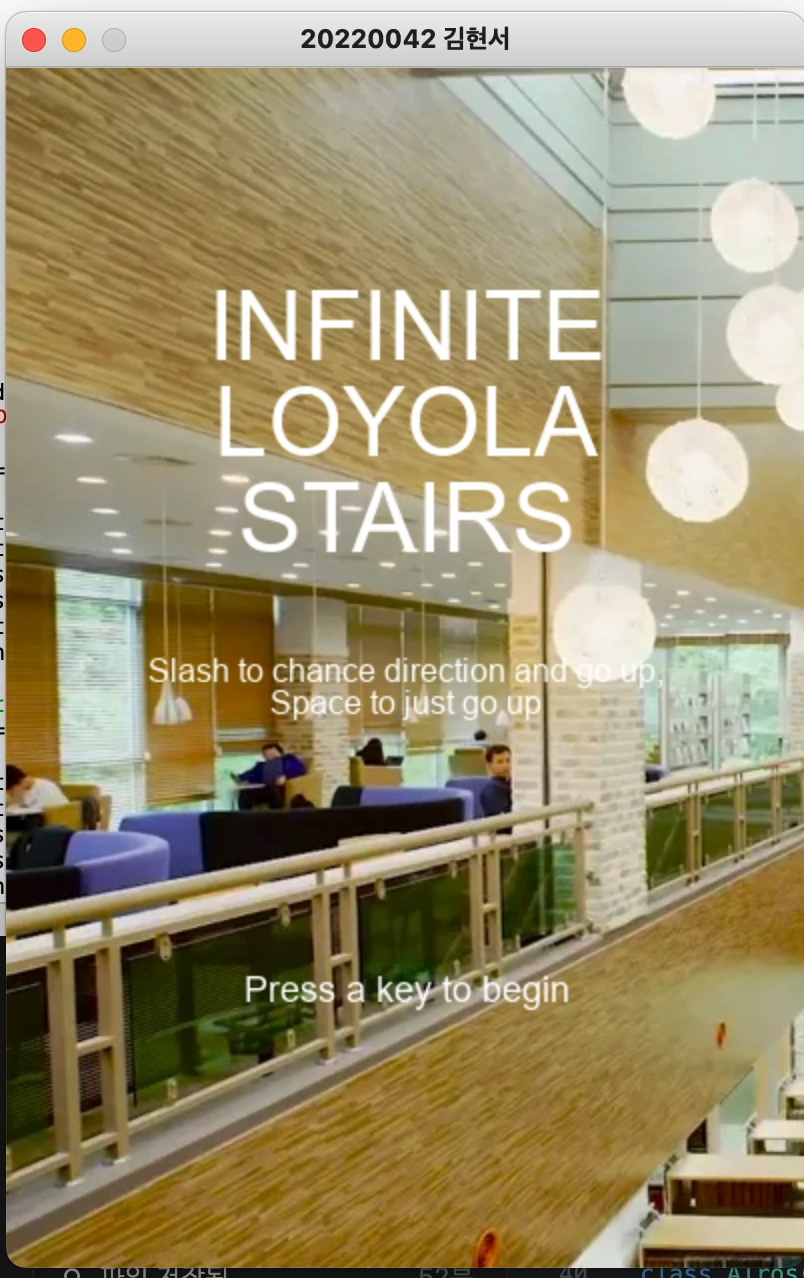 20220042 김현서
INFINITE
LOYOLA
STAIRS
Slash to chance direction and go up,
Space to just go up
Press a key to begin
class